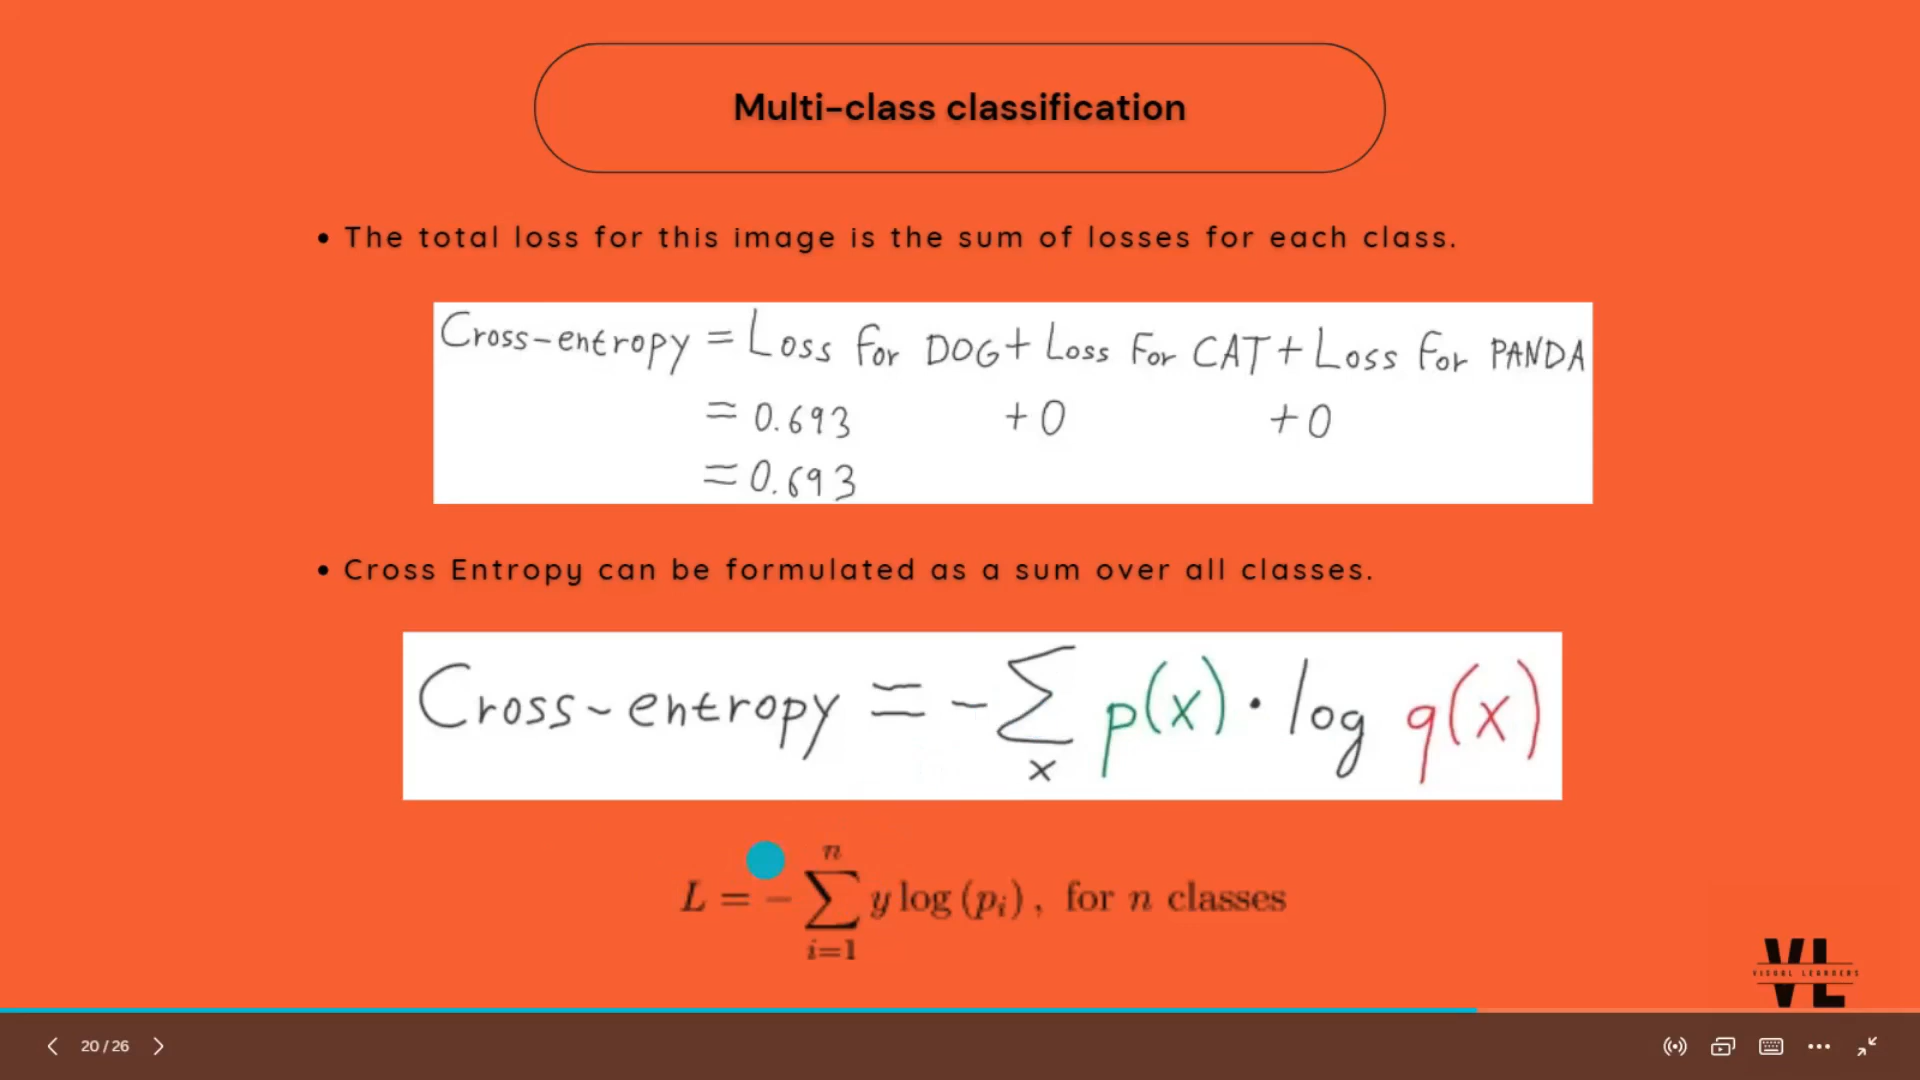 Multi-class classification
• The total loss for this image is the sum of losses for each class.
Cross-entropy = Loss for DOG + Loss For CAT + Loss for PANDA
= 0.693 + 0 + 0
= 0.693
• Cross Entropy can be formulated as a sum over all classes.
Cross-entropy = - ∑ₓ p(x) · log q(x)
L = - ∑ⁿᵢ₌₁ y log (pᵢ) , for n classes
VL
20 / 26